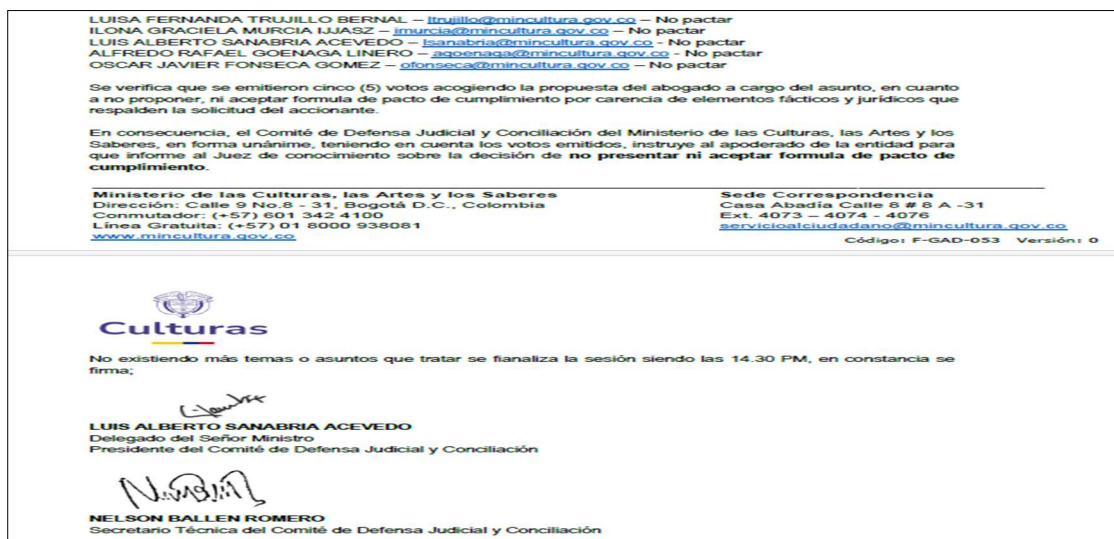 LUISA FERNANDA TRUJILLO BERNAL – ltrujillo@mincultura.gov.co – No pactar
ILONA GRACIELA MURCIA IJJASZ – imurcia@mincultura.gov.co – No pactar
LUIS ALBERTO SANABRIA ACEVEDO – lsanabria@mincultura.gov.co - No pactar
ALFREDO RAFAEL GOENAGA LINERO – agoenaga@mincultura.gov.co - No pactar
OSCAR JAVIER FONSECA GOMEZ – ofonseca@mincultura.gov.co – No pactar
Se verifica que se emitieron cinco (5) votos acogiendo la propuesta del abogado a cargo del asunto, en cuanto
a no proponer, ni aceptar formula de pacto de cumplimiento por carencia de elementos fácticos y jurídicos que
respalden la solicitud del accionante.
En consecuencia, el Comité de Defensa Judicial y Conciliación del Ministerio de las Culturas, las Artes y los
Saberes, en forma unánime, teniendo en cuenta los votos emitidos, instruye al apoderado de la entidad para
que informe al Juez de conocimiento sobre la decisión de no presentar ni aceptar formula de pacto de
cumplimiento.
Ministerio de las Culturas, las Artes y los Saberes
Dirección: Calle 9 No.8 - 31, Bogotá D.C., Colombia
Conmutador: (+57) 601 342 4100
Línea Gratuita: (+57) 01 8000 938081
www.mincultura.gov.co
Sede Correspondencia
Casa Abadía Calle 8 # 8 A -31
Ext. 4073 – 4074 - 4076
servicioalciudadano@mincultura.gov.co
Código: F-GAD-053 Versión: 0
Culturas
No existiendo más temas o asuntos que tratar se fianaliza la sesión siendo las 14.30 PM, en constancia se
firma;
LUIS ALBERTO SANABRIA ACEVEDO
Delegado del Señor Ministro
Presidente del Comité de Defensa Judicial y Conciliación
NELSON BALLEN ROMERO
Secretario Técnica del Comité de Defensa Judicial y Conciliación